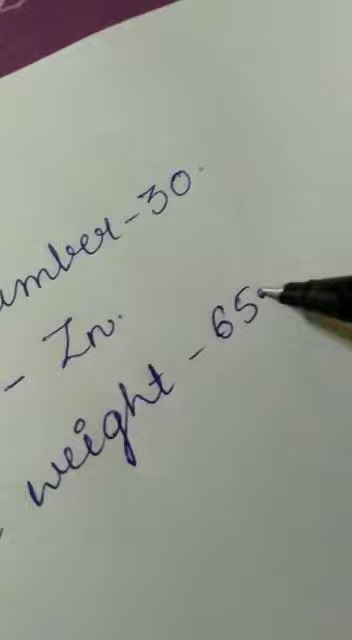 umber-30.
- Zn.
weight - 65